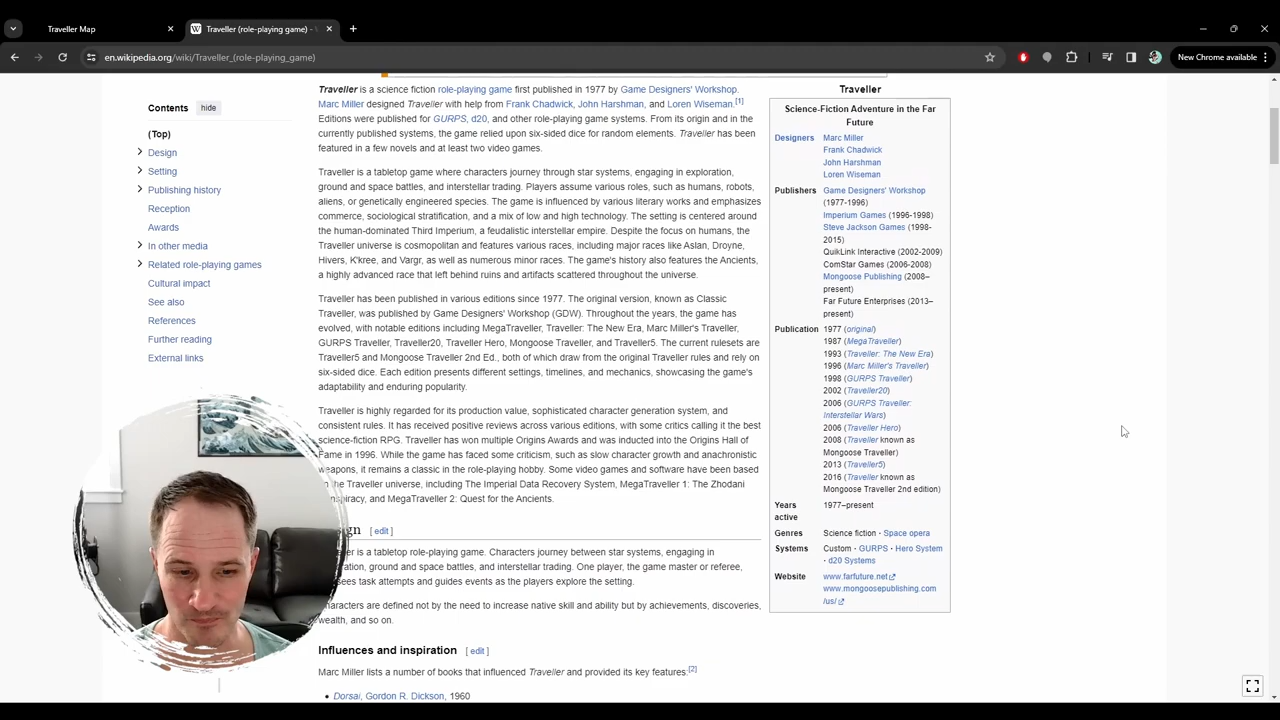 Traveller Map
Traveller (role-playing game) -
New Chrome available
en.wikipedia.org/wiki/Traveller_(role-playing_game)
Contents hide
(Top)
Design
Setting
Publishing history
Reception
Awards
In other media
Related role-playing games
Cultural impact
See also
References
Further reading
External links
Traveller is a science fiction role-playing game first published in 1977 by Game Designers' Workshop.
Marc Miller designed Traveller with help from Frank Chadwick, John Harshman, and Loren Wiseman.[1]
Editions were published for GURPS, d20, and other role-playing game systems. From its origin and in the
currently published systems, the game relied upon six-sided dice for random elements. Traveller has been
featured in a few novels and at least two video games.
Traveller is a tabletop game where characters journey through star systems, engaging in exploration,
ground and space battles, and interstellar trading. Players assume various roles, such as humans, robots,
aliens, or genetically engineered species. The game is influenced by various literary works and emphasizes
commerce, sociological stratification, and a mix of low and high technology. The setting is centered around
the human-dominated Third Imperium, a feudalistic interstellar empire. Despite the focus on humans, the
Traveller universe is cosmopolitan and features various races, including major races like Aslan, Droyne,
Hivers, K'kree, and Vargr, as well as numerous minor races. The game's history also features the Ancients,
a highly advanced race that left behind ruins and artifacts scattered throughout the universe.
Traveller has been published in various editions since 1977. The original version, known as Classic
Traveller, was published by Game Designers' Workshop (GDW). Throughout the years, the game has
evolved, with notable editions including MegaTraveller, Traveller: The New Era, Marc Miller's Traveller,
GURPS Traveller, Traveller20, Traveller Hero, Mongoose Traveller, and Traveller5. The current rulesets are
Traveller5 and Mongoose Traveller 2nd Ed., both of which draw from the original Traveller rules and rely on
six-sided dice. Each edition presents different settings, timelines, and mechanics, showcasing the game's
adaptability and enduring popularity.
Traveller is highly regarded for its production value, sophisticated character generation system, and
consistent rules. It has received positive reviews across various editions, with some critics calling it the best
science-fiction RPG. Traveller has won multiple Origins Awards and was inducted into the Origins Hall of
Fame in 1996. While the game has faced some criticism, such as slow character growth and anachronistic
weapons, it remains a classic in the role-playing hobby. Some video games and software have been based
the Traveller universe, including The Imperial Data Recovery System, MegaTraveller 1: The Zhodani
and MegaTraveller 2: Quest for the Ancients.
[ edit ]
is a tabletop role-playing game. Characters journey between star systems, engaging in
ground and space battles, and interstellar trading. One player, the game master or referee,
task attempts and guides events as the players explore the setting.
are defined not by the need to increase native skill and ability but by achievements, discoveries,
wealth, and so on.
Influences and inspiration [ edit ]
Marc Miller lists a number of books that influenced Traveller and provided its key features:[2]
• Dorsai, Gordon R. Dickson, 1960
Traveller
Science-Fiction Adventure in the Far
Future
Designers Marc Miller
Frank Chadwick
John Harshman
Loren Wiseman
Publishers Game Designers' Workshop
(1977-1996)
Imperium Games (1996-1998)
Steve Jackson Games (1998-
2015)
QuikLink Interactive (2002-2009)
ComStar Games (2006-2008)
Mongoose Publishing (2008–
present)
Far Future Enterprises (2013–
present)
Publication 1977 (original)
1987 (MegaTraveller)
1993 (Traveller: The New Era)
1996 (Marc Miller's Traveller)
1998 (GURPS Traveller)
2002 (Traveller20)
2006 (GURPS Traveller:
Interstellar Wars)
2006 (Traveller Hero)
2008 (Traveller known as
Mongoose Traveller)
2013 (Traveller5)
2016 (Traveller known as
Mongoose Traveller 2nd edition)
Years 1977–present
active
Genres Science fiction · Space opera
Systems Custom · GURPS · Hero System
· d20 Systems
Website www.farfuture.net
www.mongoosepublishing.com
/us/